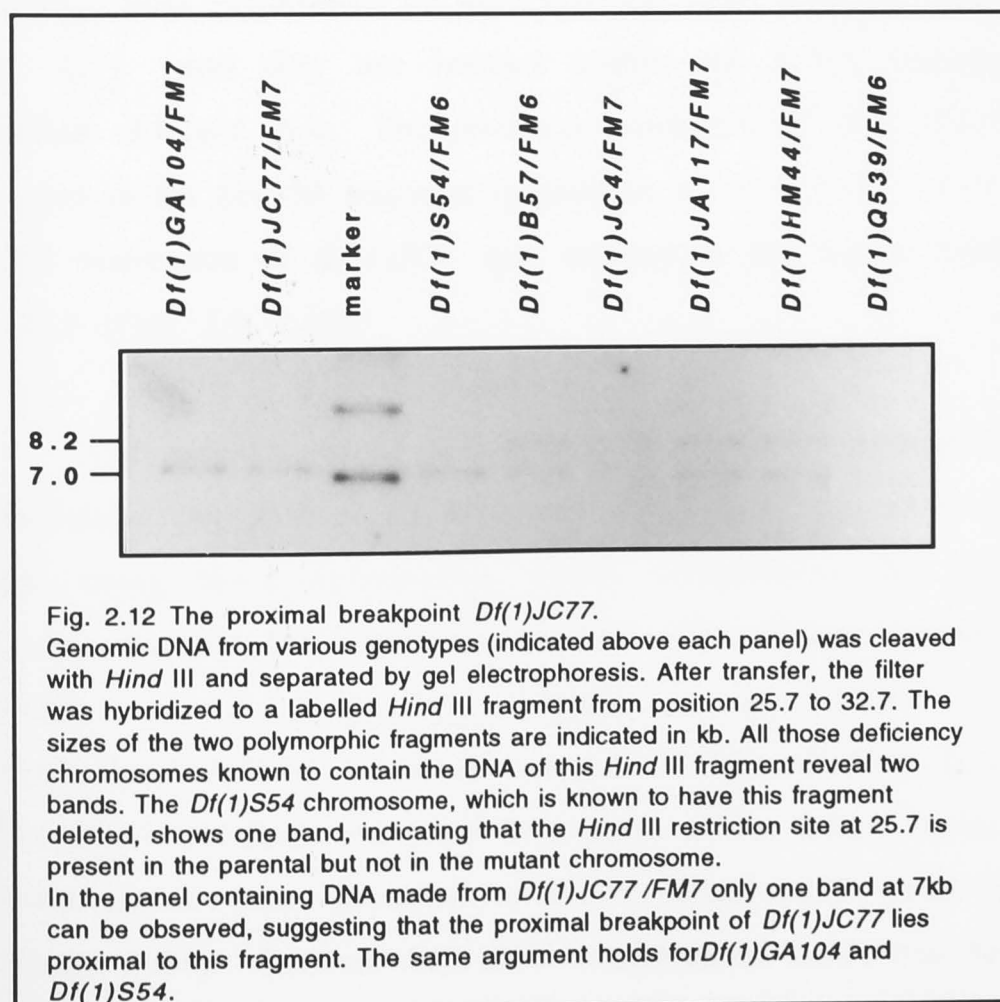 Df(1)GA104/FM7
Df(1)JC77/FM7
marker
Df(1)S54/FM6
Df(1)B57/FM6
Df(1)JC4/FM7
Df(1)JA117/FM7
Df(1)HM44/FM7
Df(1)Q539/FM6
8.2
7.0
Fig. 2.12 The proximal breakpoint Df(1)JC77.
Genomic DNA from various genotypes (indicated above each panel) was cleaved
with Hind III and separated by gel electrophoresis. After transfer, the filter
was hybridized to a labelled Hind III fragment from position 25.7 to 32.7. The
sizes of the two polymorphic fragments are indicated in kb. All those deficiency
chromosomes known to contain the DNA of this Hind III fragment reveal two
bands. The Df(1)S54 chromosome, which is known to have this fragment
deleted, shows one band, indicating that the Hind III restriction site at 25.7 is
present in the parental but not in the mutant chromosome.
In the panel containing DNA made from Df(1)JC77/FM7 only one band at 7kb
can be observed, suggesting that the proximal breakpoint of Df(1)JC77 lies
proximal to this fragment. The same argument holds forDf(1)GA104 and
Df(1)S54.